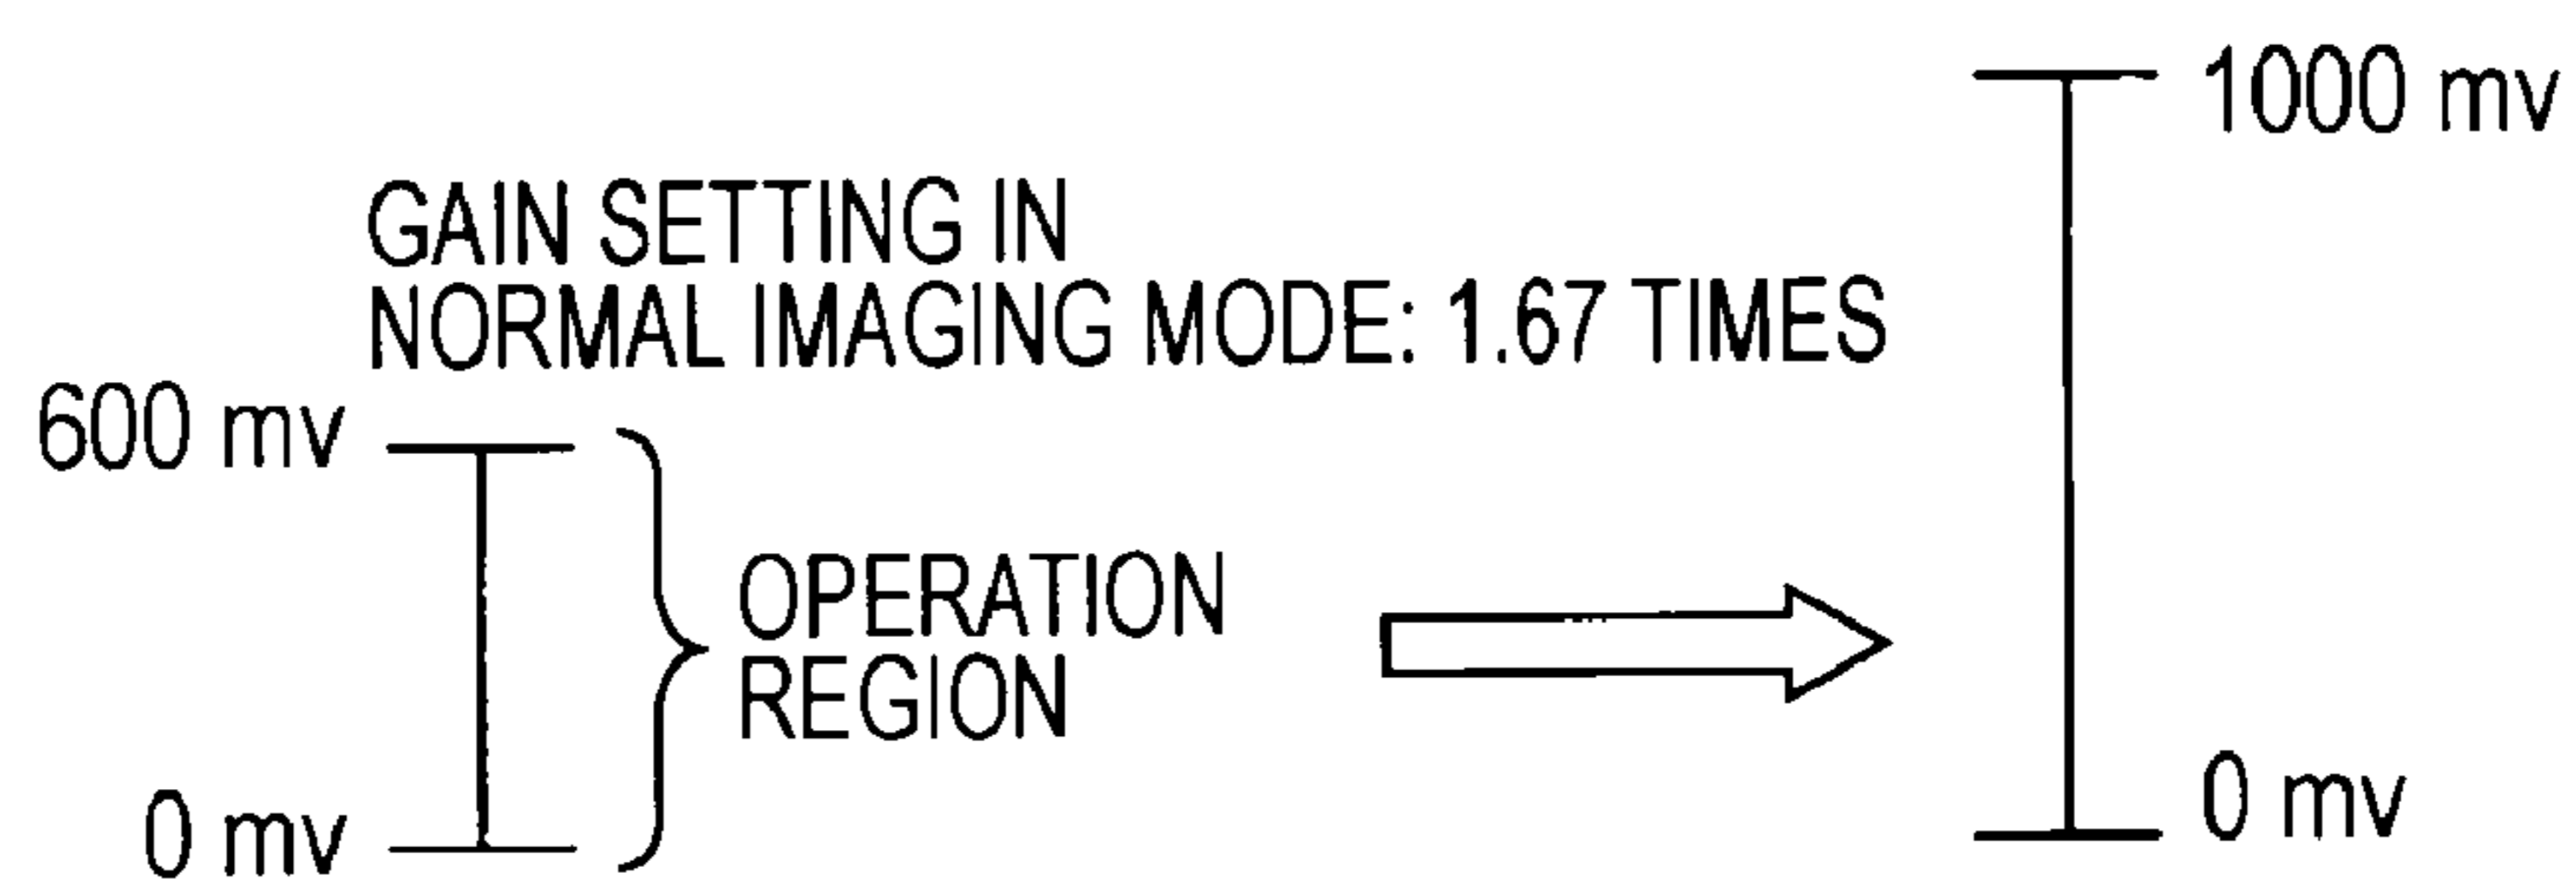 1000 mv
GAIN SETTING IN
NORMAL IMAGING MODE: 1.67 TIMES
600 mv
OPERATION
REGION
0 mv
0 mv